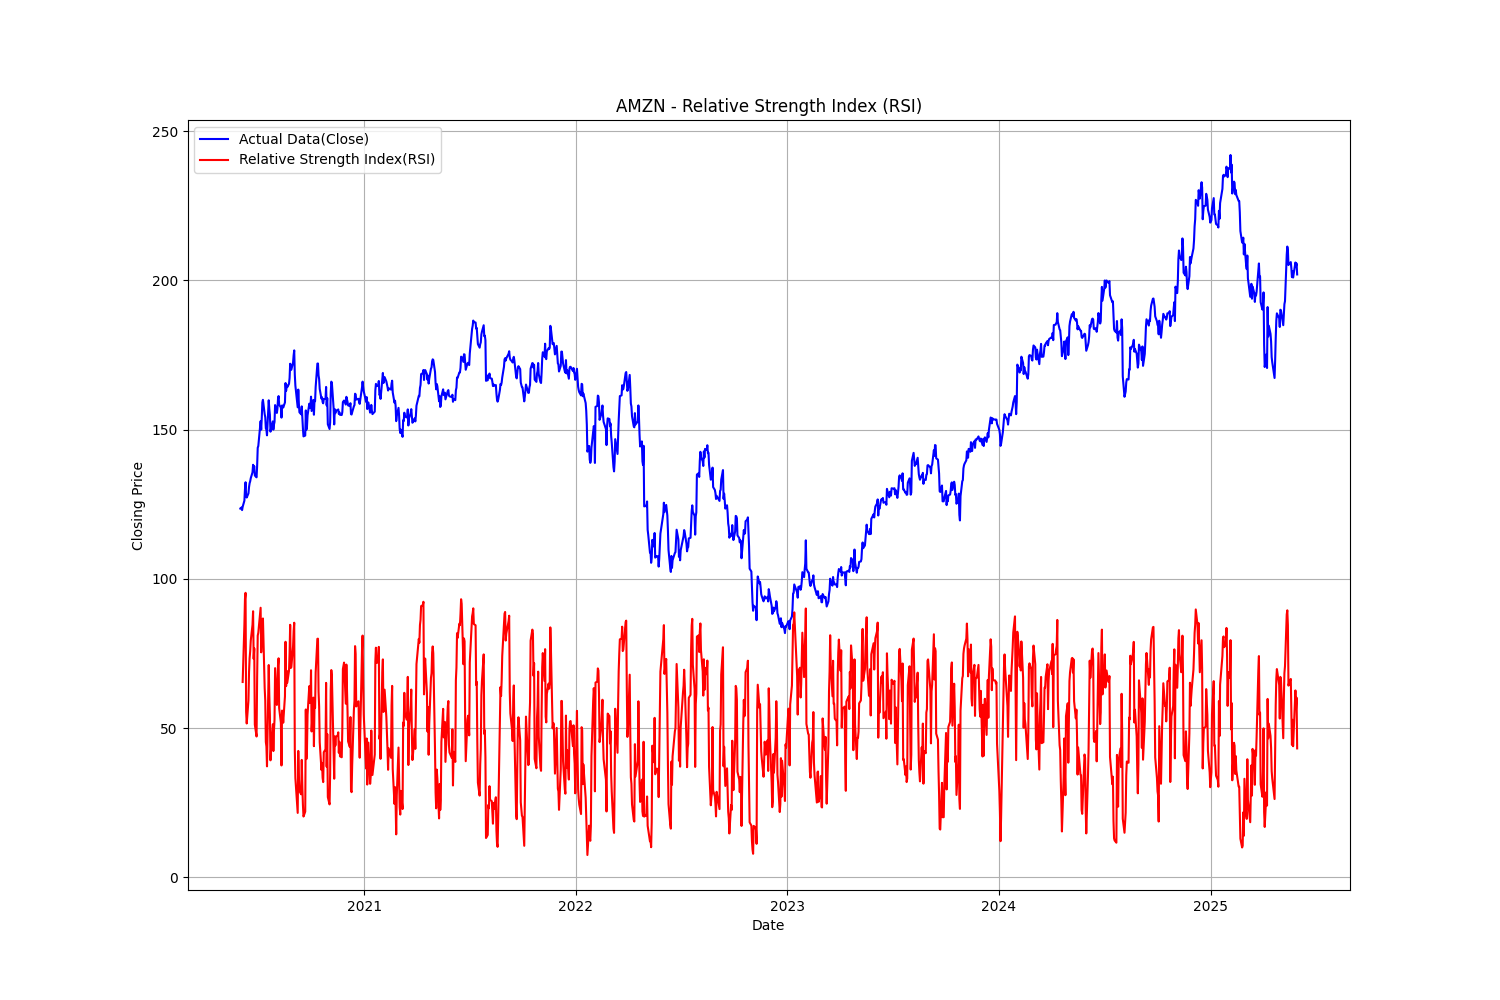 AMZN - Relative Strength Index (RSI)
Actual Data(Close)
Relative Strength Index(RSI)
250
200
150
100
50
0
Closing Price
2021
2022
2023
2024
2025
Date